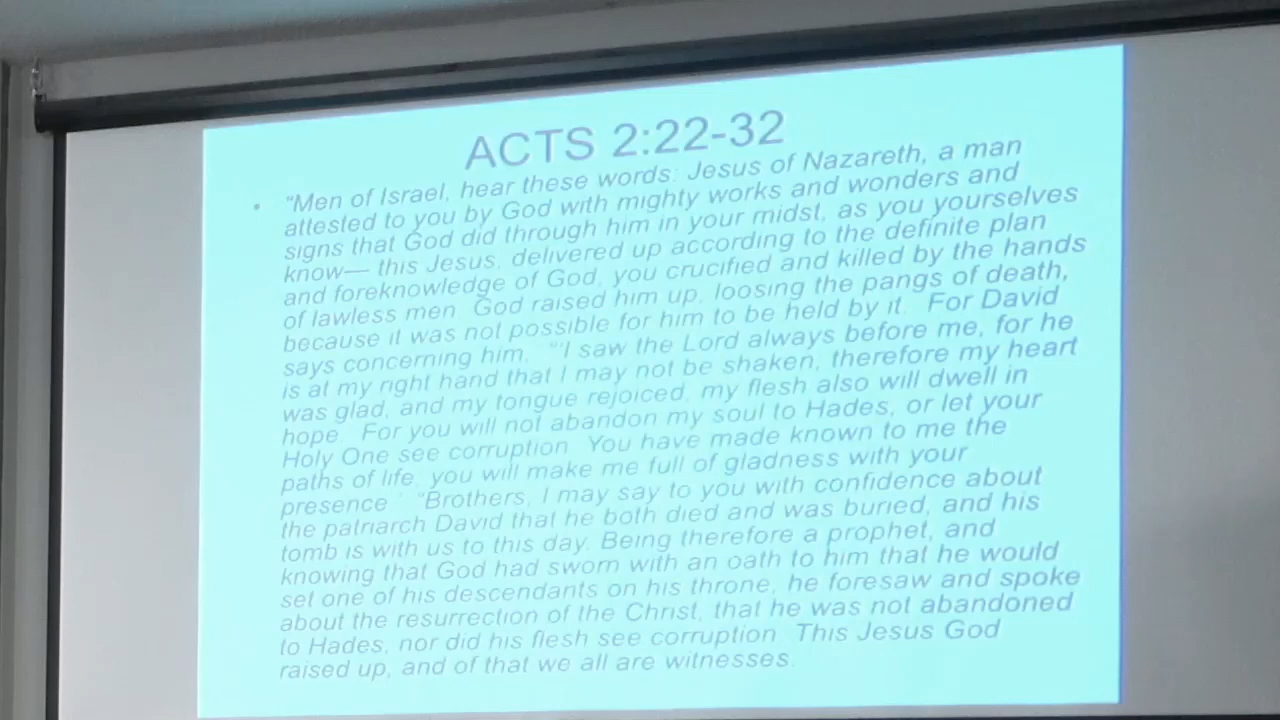 ACTS 2:22-32
• "Men of Israel, hear these words: Jesus of Nazareth, a man
attested to you by God with mighty works and wonders and
signs that God did through him in your midst, as you yourselves
know— this Jesus, delivered up according to the definite plan
and foreknowledge of God, you crucified and killed by the hands
of lawless men. God raised him up, loosing the pangs of death,
because it was not possible for him to be held by it. For David
says concerning him, "'I saw the Lord always before me, for he
is at my right hand that I may not be shaken; therefore my heart
was glad, and my tongue rejoiced; my flesh also will dwell in
hope. For you will not abandon my soul to Hades, or let your
Holy One see corruption. You have made known to me the
paths of life; you will make me full of gladness with your
presence.' "Brothers, I may say to you with confidence about
the patriarch David that he both died and was buried, and his
tomb is with us to this day. Being therefore a prophet, and
knowing that God had sworn with an oath to him that he would
set one of his descendants on his throne, he foresaw and spoke
about the resurrection of the Christ, that he was not abandoned
to Hades, nor did his flesh see corruption. This Jesus God
raised up, and of that we all are witnesses.